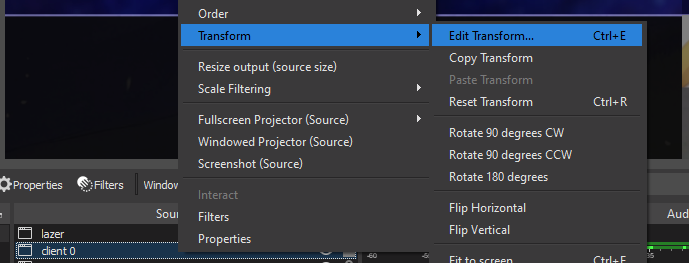 Order
Transform
Resize output (source size)
Scale Filtering
Fullscreen Projector (Source)
Windowed Projector (Source)
Screenshot (Source)
Interact
Filters
Properties
Edit Transform... Ctrl+E
Copy Transform
Paste Transform
Reset Transform Ctrl+R
Rotate 90 degrees CW
Rotate 90 degrees CCW
Rotate 180 degrees
Flip Horizontal
Flip Vertical
Fit to screen Ctrl+F
Properties Filters Window
Sour
Aud
lazer
client 0
-60